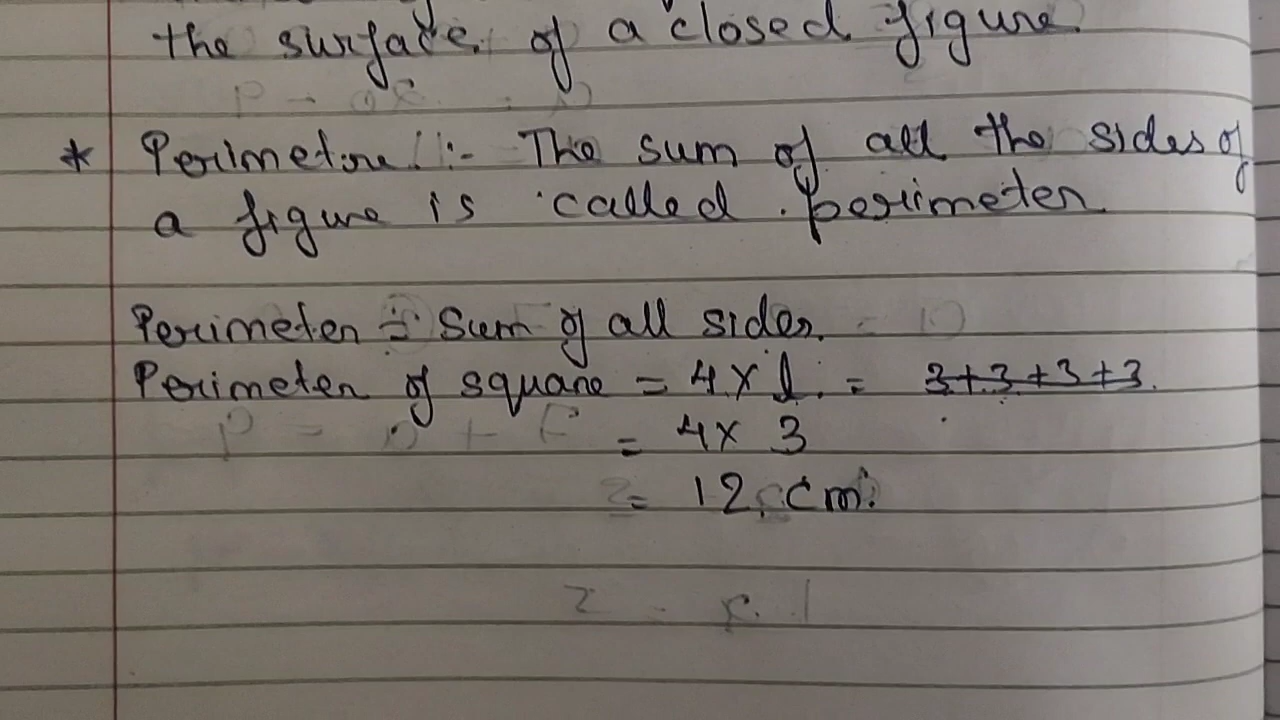 the surface of a closed figure.
* Perimetre :- The sum of all the sides of
a figure is called perimeter
Perimeter = Sum of all sides.
Perimeter of square = 4 x l = 3+3+3+3.
= 4x 3
= 12 cm.